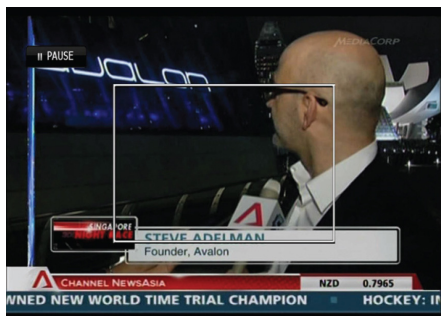 MEDIACORP
II PAUSE
AVALON
SINGAPORE
NIGHT RACE
STEVE ADELMAN
Founder, Avalon
CHANNEL NEWSASIA
NZD 0.7965
WNED NEW WORLD TIME TRIAL CHAMPION HOCKEY: IN